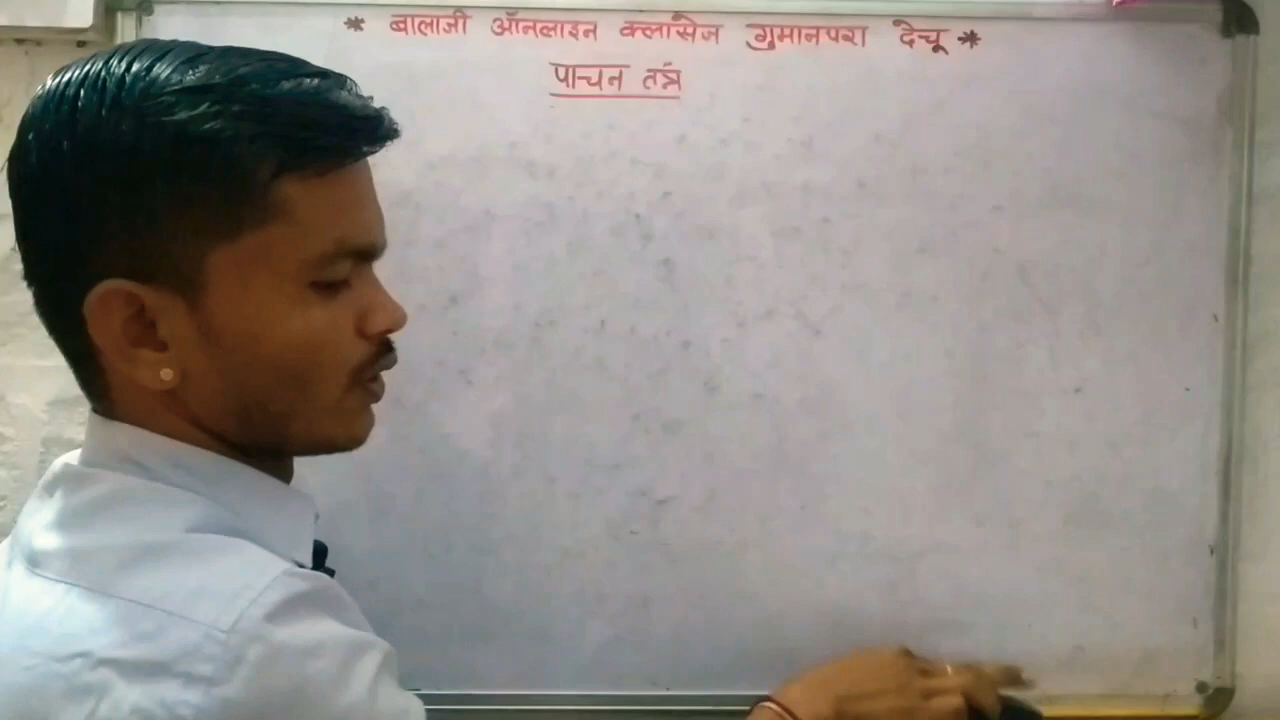 * बालाजी ऑनलाइन क्लासेज गुमानपरा देचू *
पाचन तंत्र